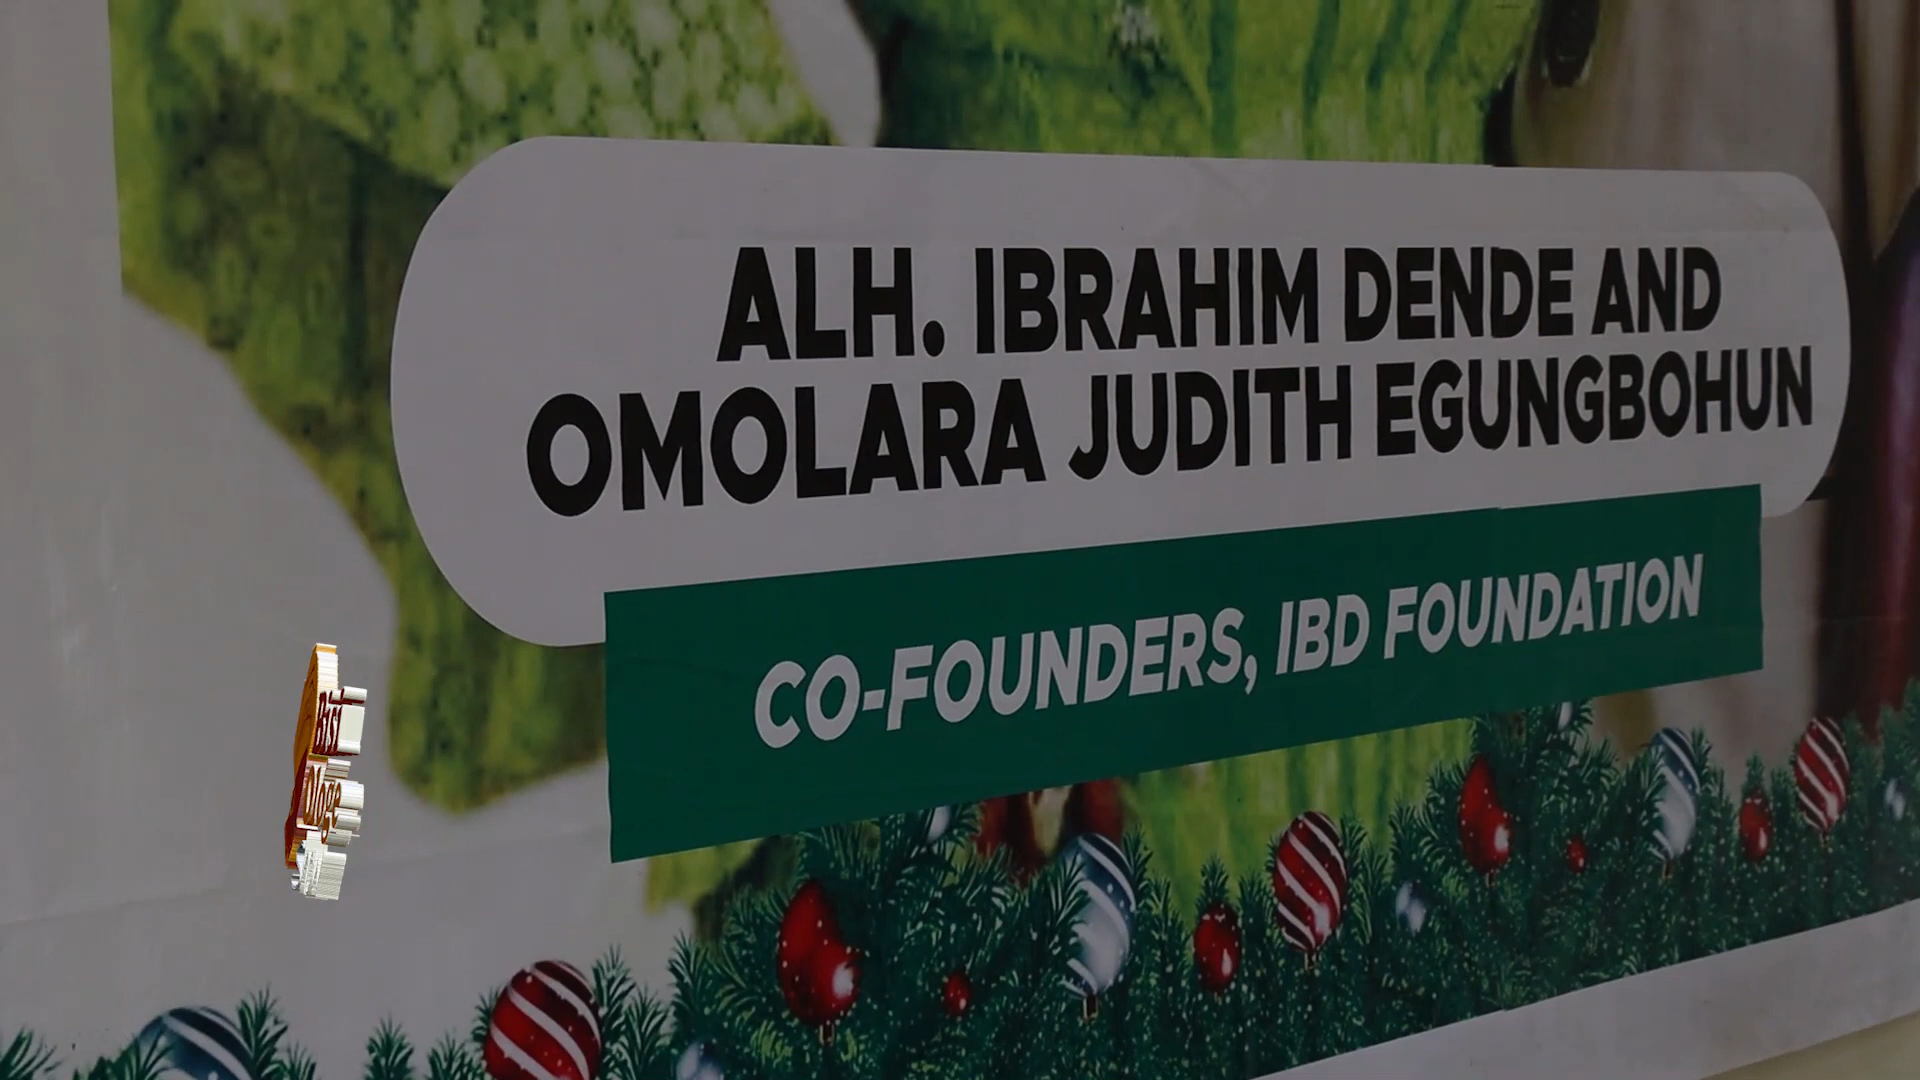 ALH. IBRAHIM DENDE AND
OMOLARA JUDITH EGUNGBOHUN
CO-FOUNDERS, IBD FOUNDATION